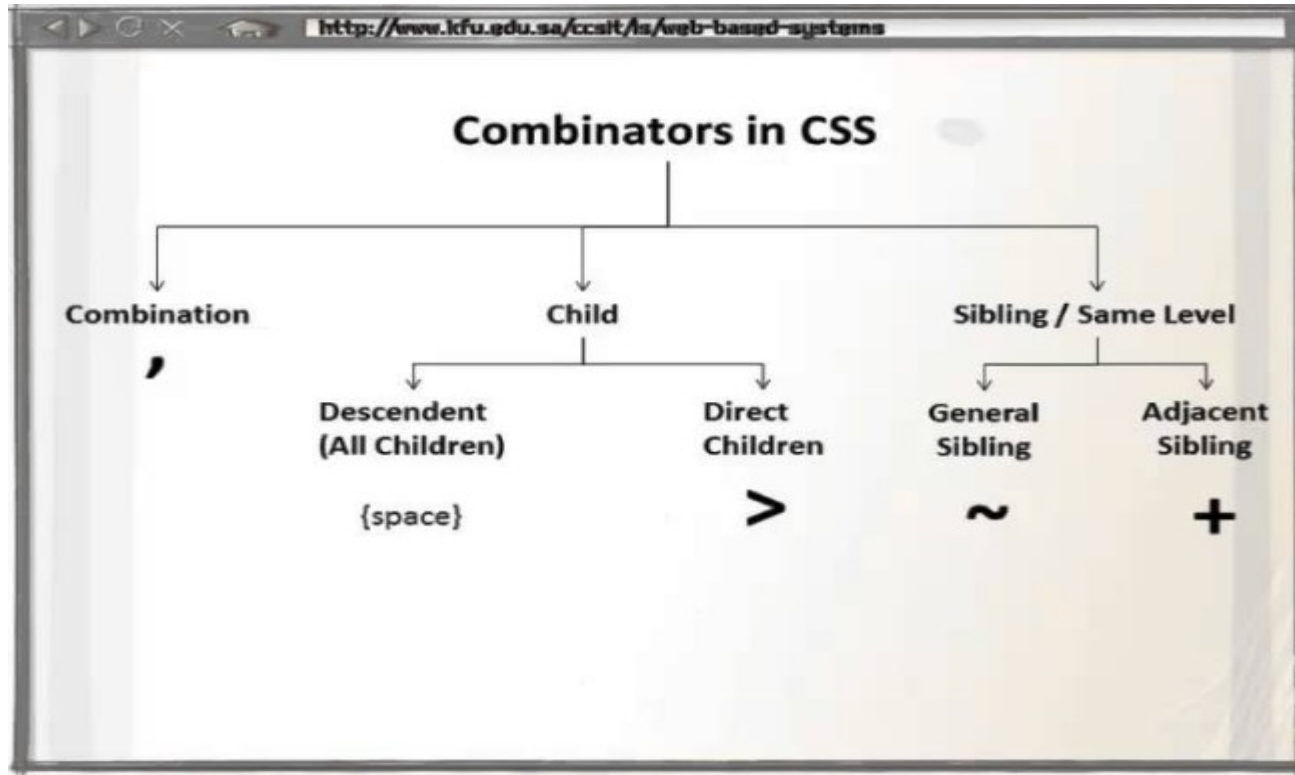 http://www.kfu.edu.sa/ccsit/is/web-based-systems
Combinators in CSS
Combination
,
Child
Sibling / Same Level
Descendent
(All Children)
{space}
Direct
Children
>
General
Sibling
~
Adjacent
Sibling
+